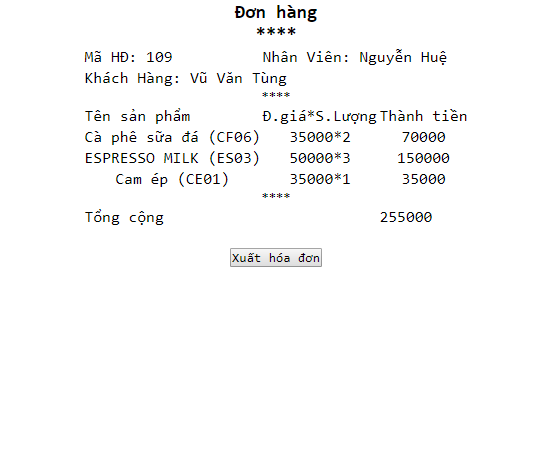 Đơn hàng
****
Mã HĐ: 109 Nhân Viên: Nguyễn Huệ
Khách Hàng: Vũ Văn Tùng
****
Tên sản phẩm Đ.giá*S.Lượng Thành tiền
Cà phê sữa đá (CF06) 35000*2 70000
ESPRESSO MILK (ES03) 50000*3 150000
Cam ép (CE01) 35000*1 35000
****
Tổng cộng 255000
Xuất hóa đơn